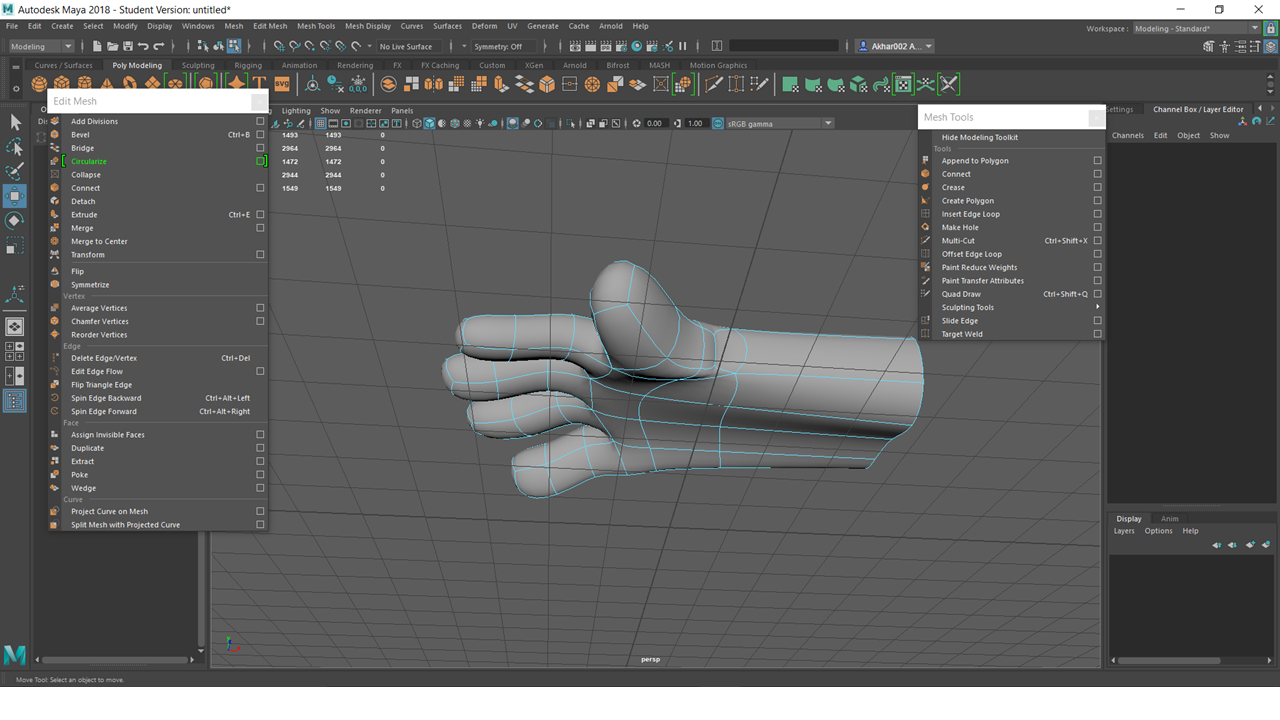 Autodesk Maya 2018 - Student Version: untitled*
File Edit Create Select Modify Display Windows Mesh Edit Mesh Mesh Tools Mesh Display Curves Surfaces Deform UV Generate Cache Arnold Help
Workspace : Modeling - Standard*
Modeling No Live Surface Symmetry: Off Akhar002 A...
Curves / Surfaces Poly Modeling Sculpting Rigging Animation Rendering FX FX Caching Custom XGen Arnold Bifrost MASH Motion Graphics
T SVG 0,0,0
Edit Mesh
Add Divisions
Bevel Ctrl+B
Bridge
Circularize
Collapse
Connect
Detach
Extrude Ctrl+E
Merge
Merge to Center
Transform
Flip
Symmetrize
Vertex
Average Vertices
Chamfer Vertices
Reorder Vertices
Edge
Delete Edge/Vertex Ctrl+Del
Edit Edge Flow
Flip Triangle Edge
Spin Edge Backward Ctrl+Alt+Left
Spin Edge Forward Ctrl+Alt+Right
Face
Assign Invisible Faces
Duplicate
Extract
Poke
Wedge
Curve
Project Curve on Mesh
Split Mesh with Projected Curve
Lighting Show Renderer Panels
0.00 1.00 sRGB gamma
1493 1493 0
2964 2964 0
1472 1472 0
2944 2944 0
1549 1549 0
persp
Mesh Tools
Hide Modeling Toolkit
Tools
Append to Polygon
Connect
Crease
Create Polygon
Insert Edge Loop
Make Hole
Multi-Cut Ctrl+Shift+X
Offset Edge Loop
Paint Reduce Weights
Paint Transfer Attributes
Quad Draw Ctrl+Shift+Q
Sculpting Tools
Slide Edge
Target Weld
Settings Channel Box / Layer Editor
Channels Edit Object Show
Display Anim
Layers Options Help
Move Tool: Select an object to move.